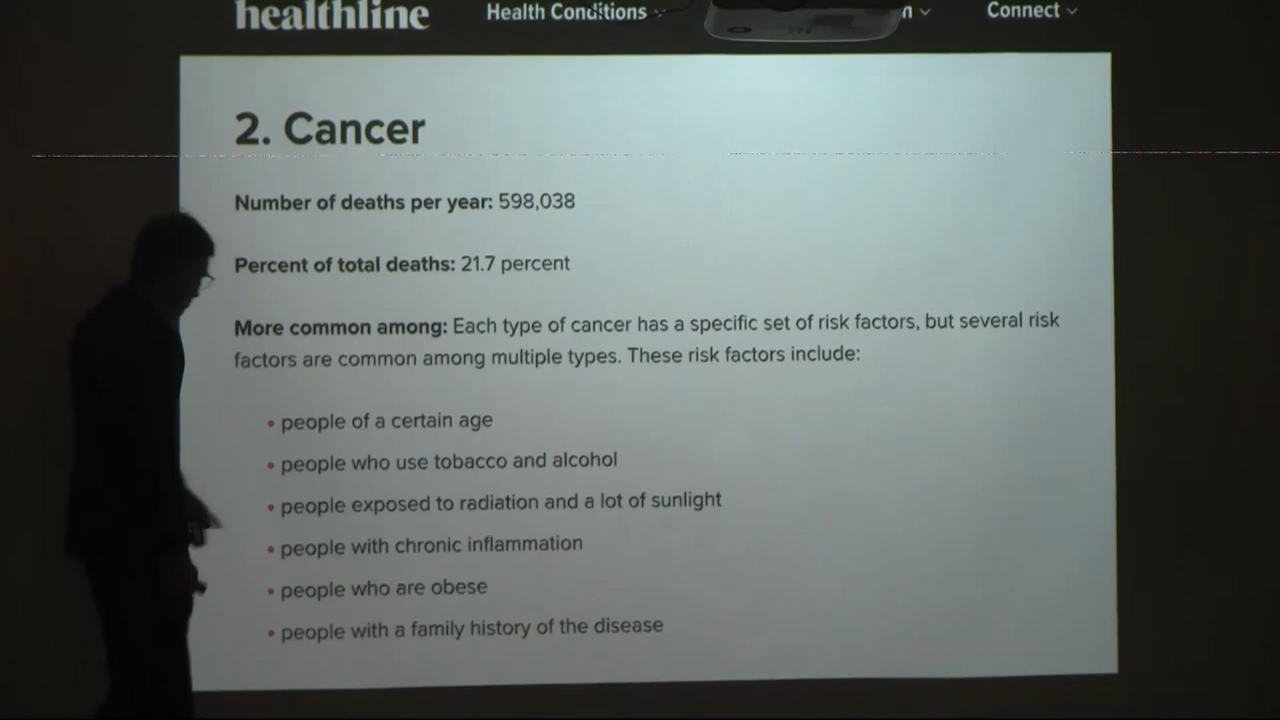 healthline Health Conditions Connect
2. Cancer
Number of deaths per year: 598,038
Percent of total deaths: 21.7 percent
More common among: Each type of cancer has a specific set of risk factors, but several risk
factors are common among multiple types. These risk factors include:
• people of a certain age
• people who use tobacco and alcohol
• people exposed to radiation and a lot of sunlight
• people with chronic inflammation
• people who are obese
• people with a family history of the disease